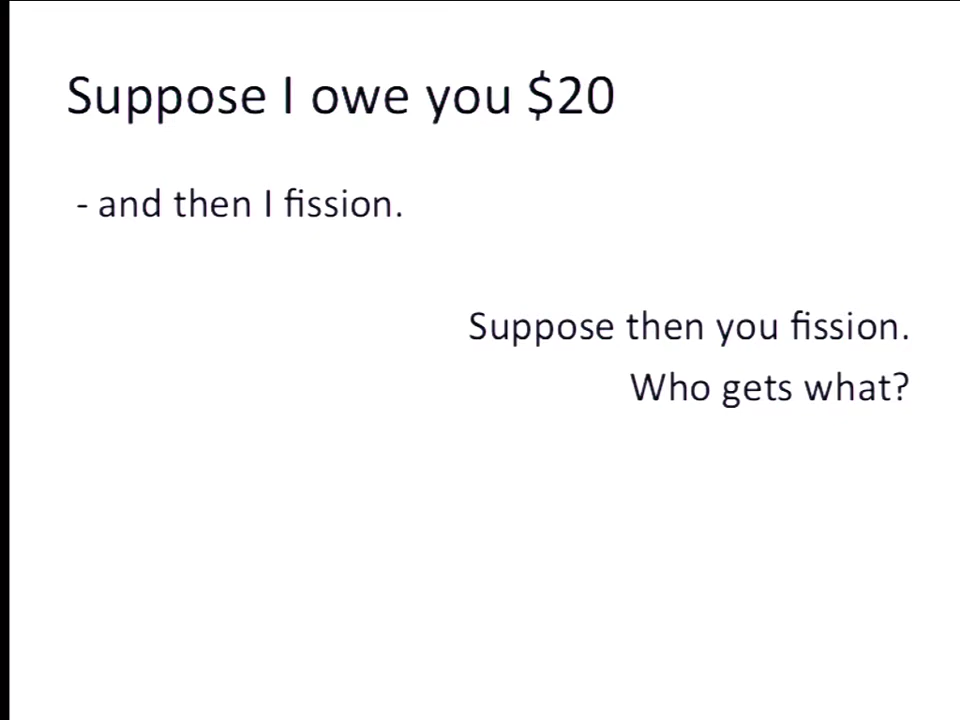 Suppose I owe you $20
- and then I fission.
Suppose then you fission.
Who gets what?